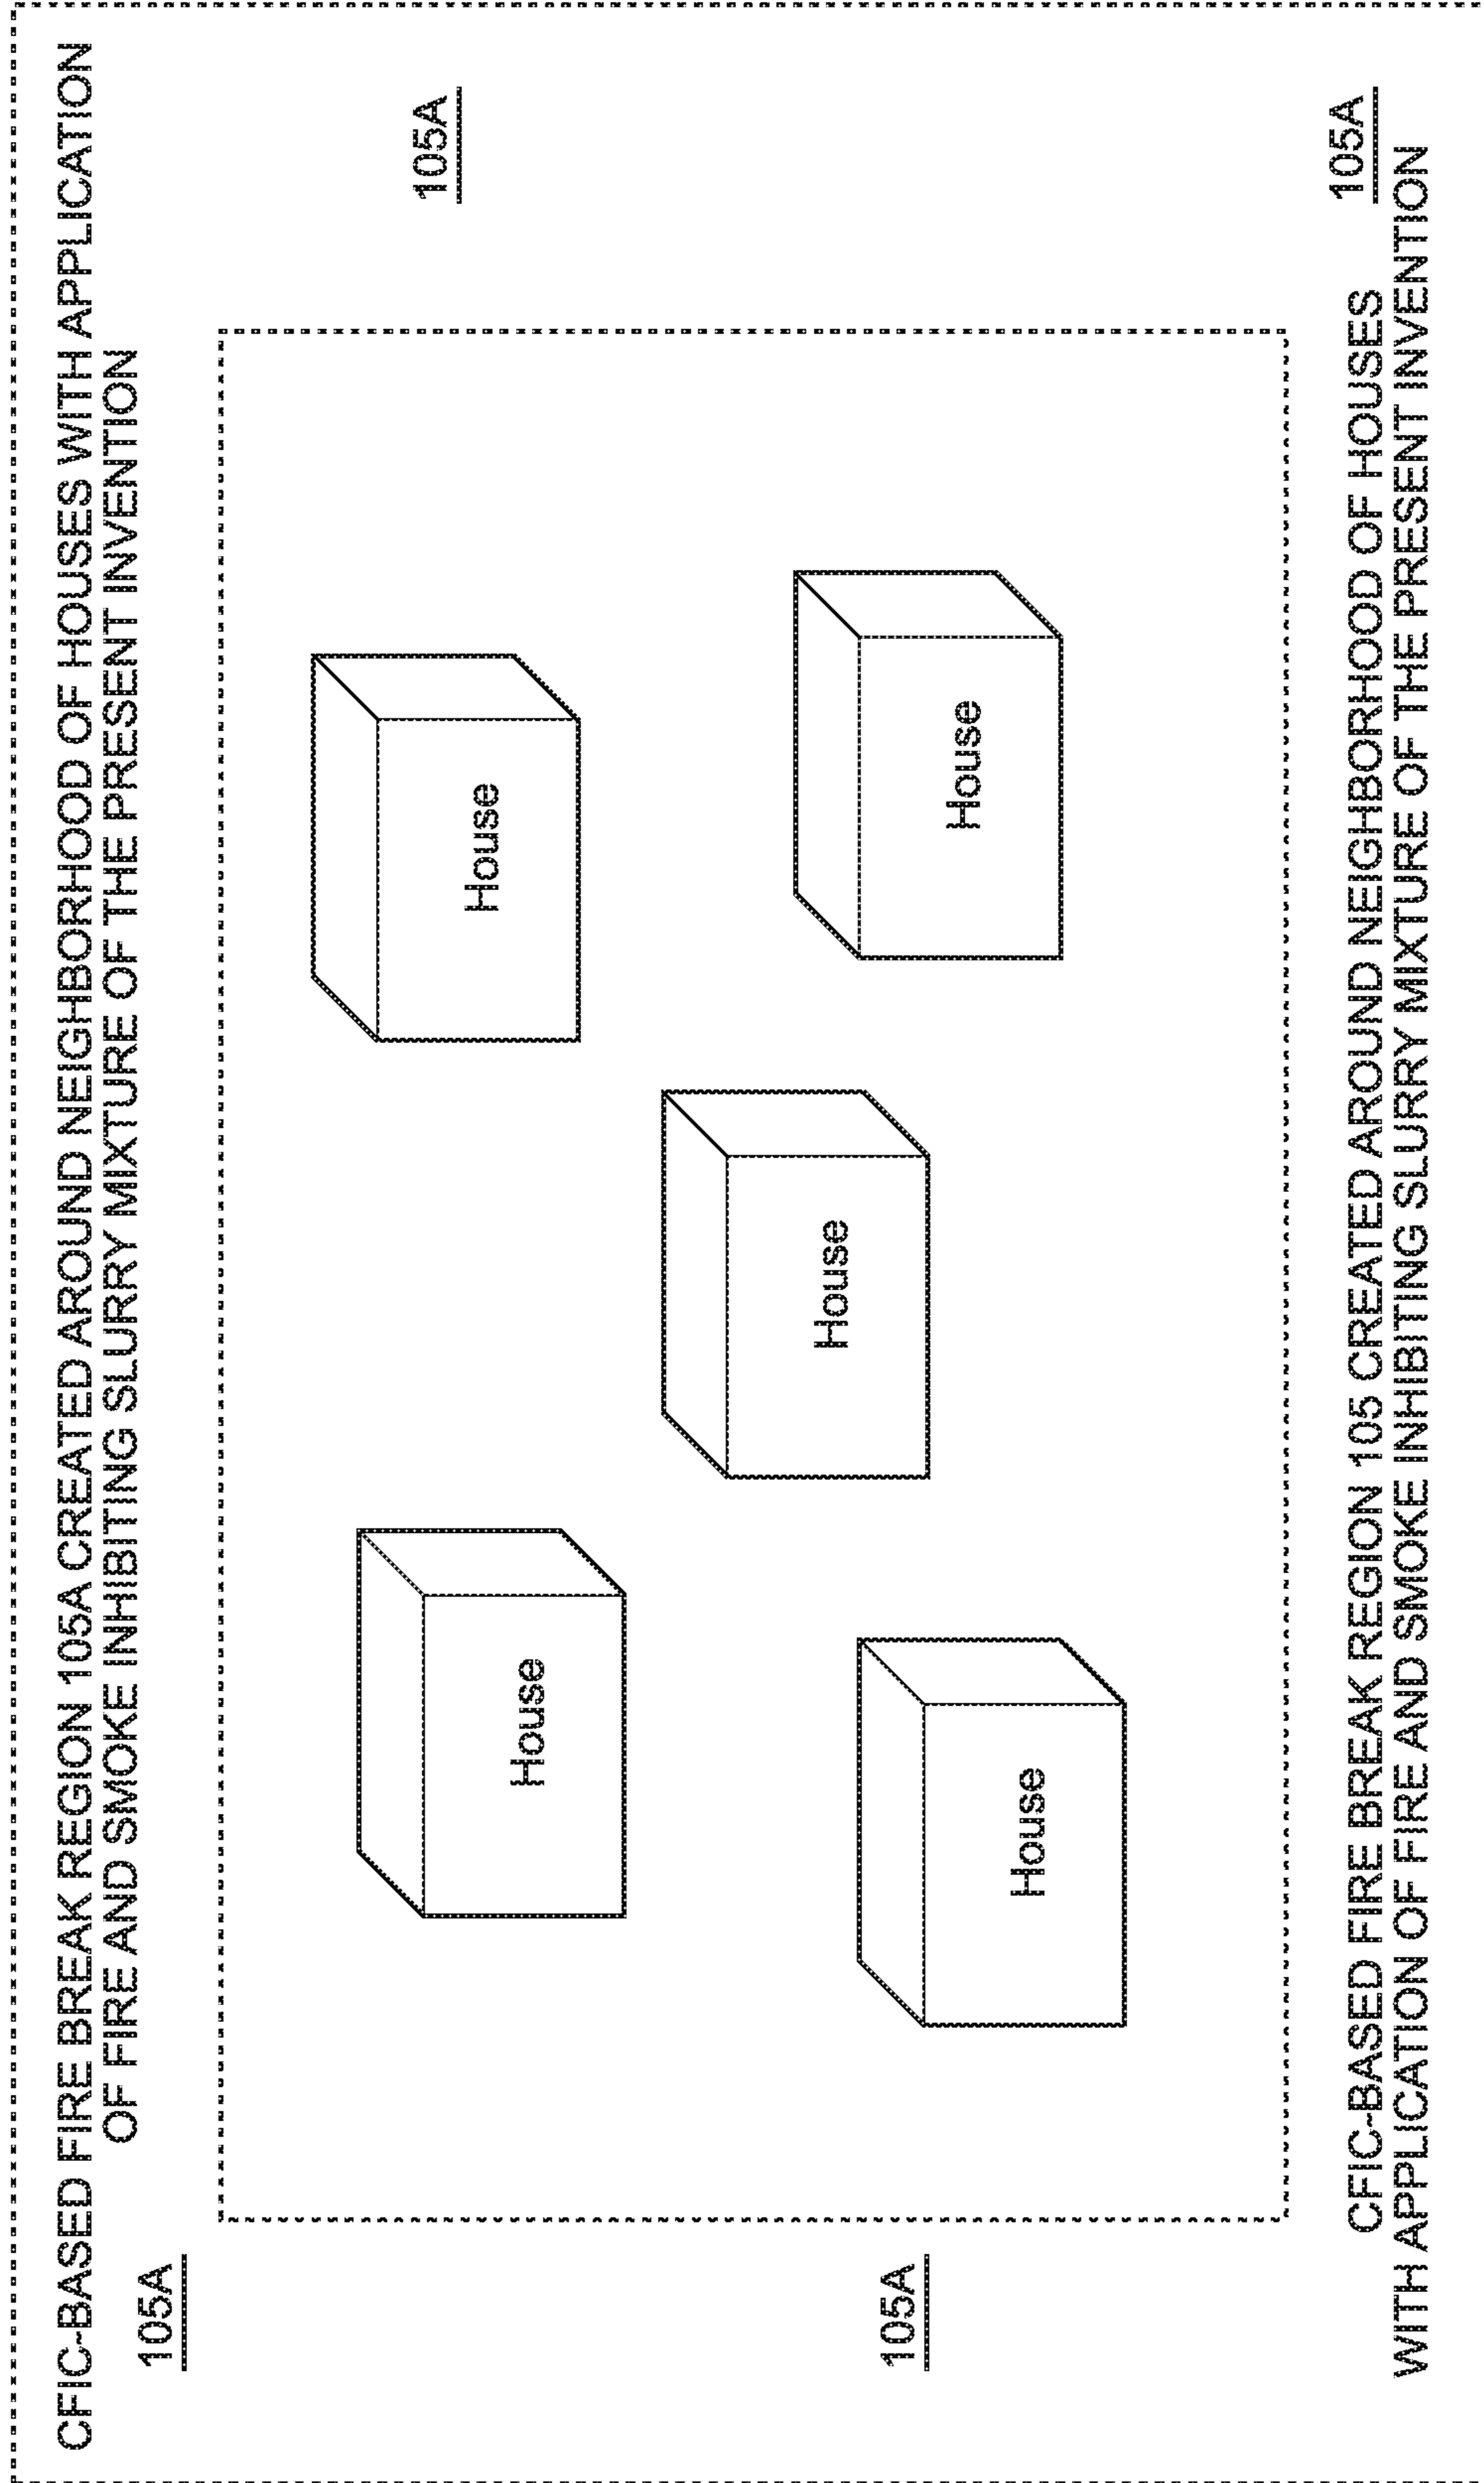 CFIC-BASED FIRE BREAK REGION 105A CREATED AROUND NEIGHBORHOOD OF HOUSES WITH APPLICATION
OF FIRE AND SMOKE INHIBITING SLURRY MIXTURE OF THE PRESENT INVENTION
105A
105A
House
House
House
House
House
105A
105A
CFIC-BASED FIRE BREAK REGION 105 CREATED AROUND NEIGHBORHOOD OF HOUSES
WITH APPLICATION OF FIRE AND SMOKE INHIBITING SLURRY MIXTURE OF THE PRESENT INVENTION